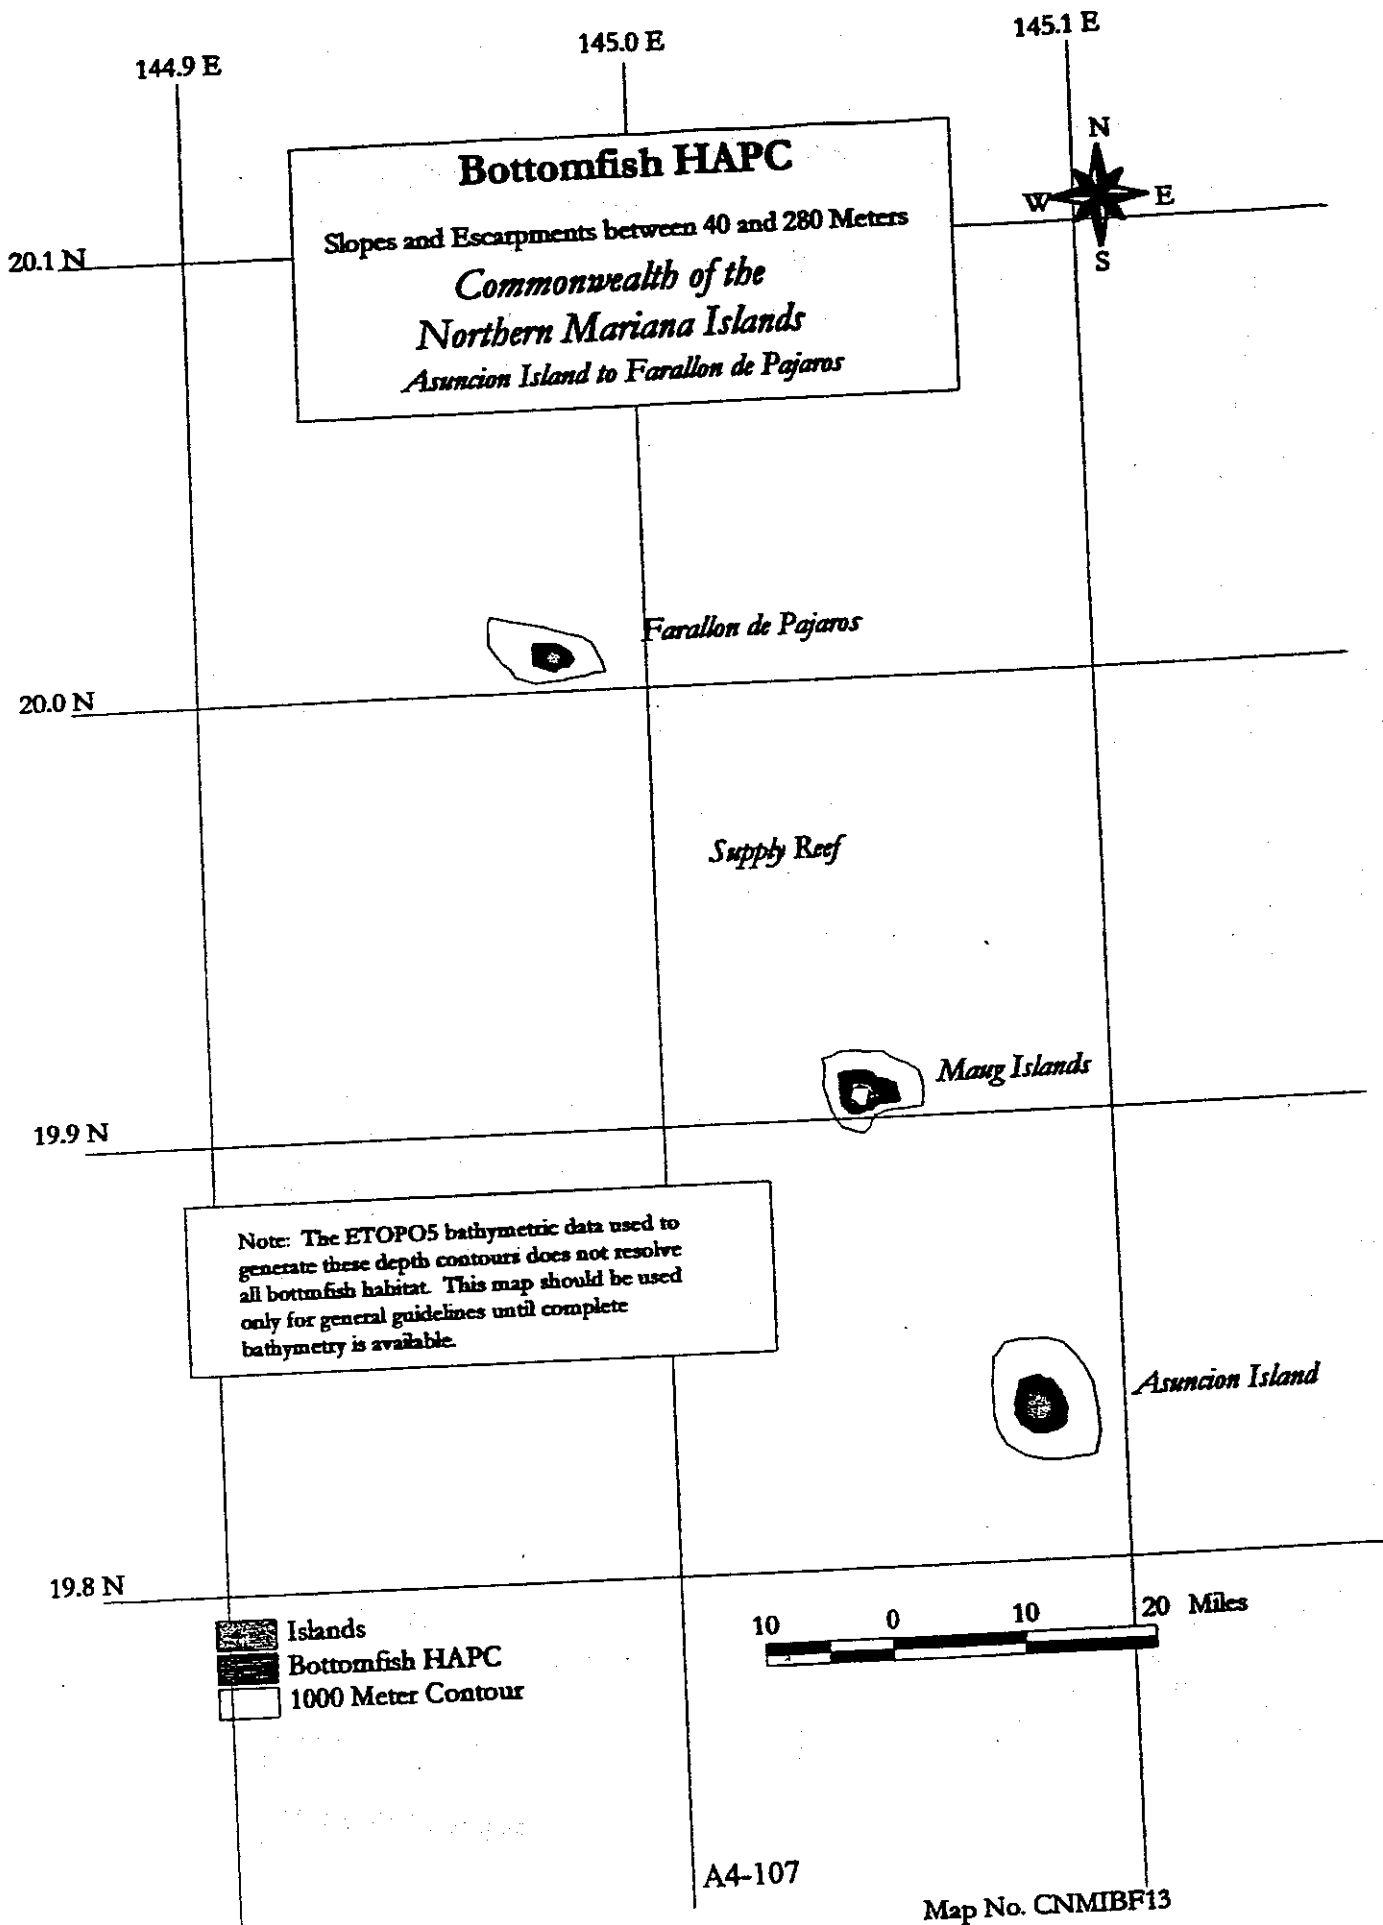 144.9 E
145.0 E
145.1 E
Bottomfish HAPC
Slopes and Escarpments between 40 and 280 Meters
Commonwealth of the
Northern Mariana Islands
Asuncion Island to Farallon de Pajaros
N
W
E
S
20.1 N
Farallon de Pajaros
20.0 N
Supply Reef
Maug Islands
19.9 N
Note: The ETOPO5 bathymetric data used to
generate these depth contours does not resolve
all bottmfish habitat. This map should be used
only for general guidelines until complete
bathymetry is available.
Asuncion Island
19.8 N
Islands
Bottomfish HAPC
1000 Meter Contour
10 0 10 20 Miles
A4-107
Map No. CNMIBF13